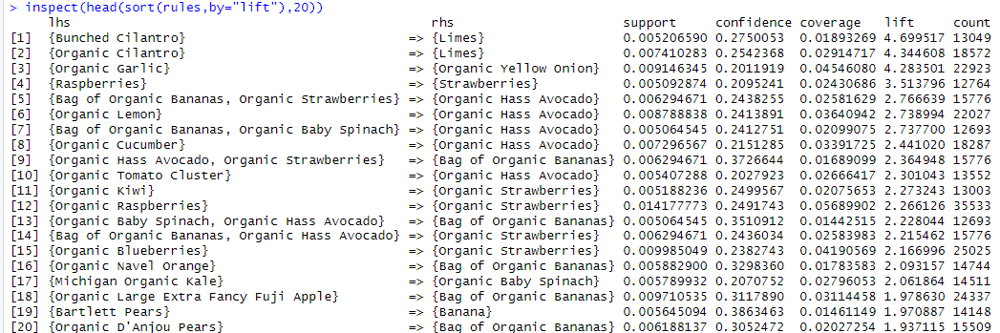 > inspect(head(sort(rules,by="lift"),20))
lhs rhs support confidence coverage lift count
[1] {Bunched Cilantro} => {Limes} 0.005206590 0.2750053 0.01893269 4.699517 13049
[2] {Organic Cilantro} => {Limes} 0.007410283 0.2542368 0.02914717 4.344608 18572
[3] {Organic Garlic} => {Organic Yellow Onion} 0.009146345 0.2011919 0.04546080 4.283501 22923
[4] {Raspberries} => {Strawberries} 0.005092874 0.2095241 0.02430686 3.513796 12764
[5] {Bag of Organic Bananas, Organic Strawberries} => {Organic Hass Avocado} 0.006294671 0.2438255 0.02581629 2.766639 15776
[6] {Organic Lemon} => {Organic Hass Avocado} 0.008788838 0.2413891 0.03640942 2.738994 22027
[7] {Bag of Organic Bananas, Organic Baby Spinach} => {Organic Hass Avocado} 0.005064545 0.2412751 0.02099075 2.737700 12693
[8] {Organic Cucumber} => {Organic Hass Avocado} 0.007296567 0.2151285 0.03391725 2.441020 18287
[9] {Organic Hass Avocado, Organic Strawberries} => {Bag of Organic Bananas} 0.006294671 0.3726644 0.01689099 2.364948 15776
[10] {Organic Tomato Cluster} => {Organic Hass Avocado} 0.005407288 0.2027923 0.02666417 2.301043 13552
[11] {Organic Kiwi} => {Organic Strawberries} 0.005188236 0.2499567 0.02075653 2.273243 13003
[12] {Organic Raspberries} => {Organic Strawberries} 0.014177773 0.2491743 0.05689902 2.266126 35533
[13] {Organic Baby Spinach, Organic Hass Avocado} => {Bag of Organic Bananas} 0.005064545 0.3510912 0.01442515 2.228044 12693
[14] {Bag of Organic Bananas, Organic Hass Avocado} => {Organic Strawberries} 0.006294671 0.2436034 0.02583983 2.215462 15776
[15] {Organic Blueberries} => {Organic Strawberries} 0.009985049 0.2382743 0.04190569 2.166996 25025
[16] {Organic Navel Orange} => {Bag of Organic Bananas} 0.005882900 0.3298360 0.01783583 2.093157 14744
[17] {Michigan Organic Kale} => {Organic Baby Spinach} 0.005789932 0.2070752 0.02796053 2.061864 14511
[18] {Organic Large Extra Fancy Fuji Apple} => {Bag of Organic Bananas} 0.009710535 0.3117890 0.03114458 1.978630 24337
[19] {Bartlett Pears} => {Banana} 0.005645094 0.3863463 0.01461149 1.970887 14148
[20] {Organic D'Anjou Pears} => {Bag of Organic Bananas} 0.006188137 0.3052472 0.02027254 1.937115 15509